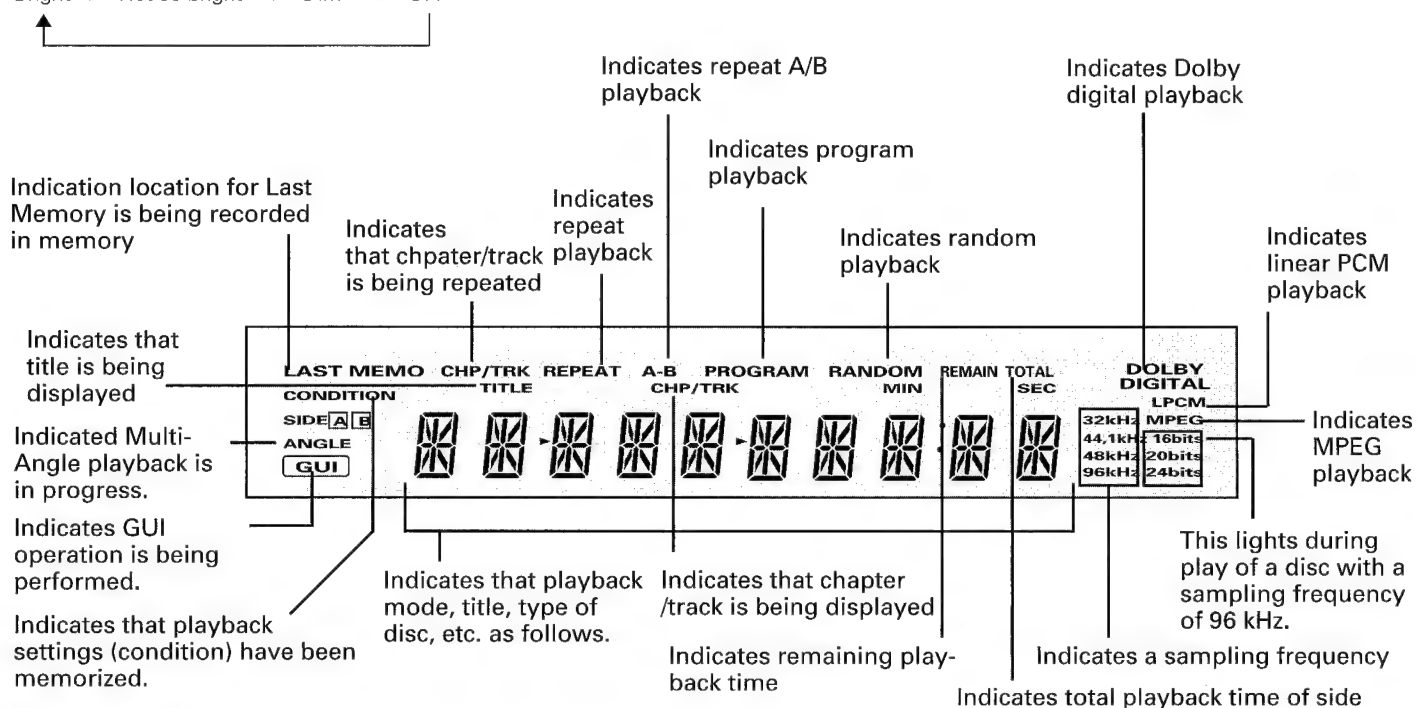 Indicates repeat A/B
playback
Indicates Dolby
digital playback
Indicates program
playback
Indication location for Last
Memory is being recorded
in memory
Indicates
repeat
playback
Indicates
that chpater/track
is being repeated
Indicates random
playback
Indicates
linear PCM
playback
Indicates that
title is being
displayed
LAST MEMO CHP/TRK REPEAT A-B PROGRAM RANDOM REMAIN TOTAL DOLBY
CONDITION TITLE CHP/TRK MIN SEC DIGITAL
LPCM
SIDE A B
32kHz MPEG
ANGLE
44,1kHz 16bits
GUI
48kHz 20bits
96kHz 24bits
Indicated Multi-
Angle playback is
in progress.
Indicates
MPEG
playback
Indicates GUI
operation is being
performed.
Indicates that playback
settings (condition) have been
memorized.
Indicates that playback
mode, title, type of
disc, etc. as follows.
Indicates that chapter
/track is being displayed
Indicates remaining play-
back time
This lights during
play of a disc with a
sampling frequency
of 96 kHz.
Indicates a sampling frequency
Indicates total playback time of side